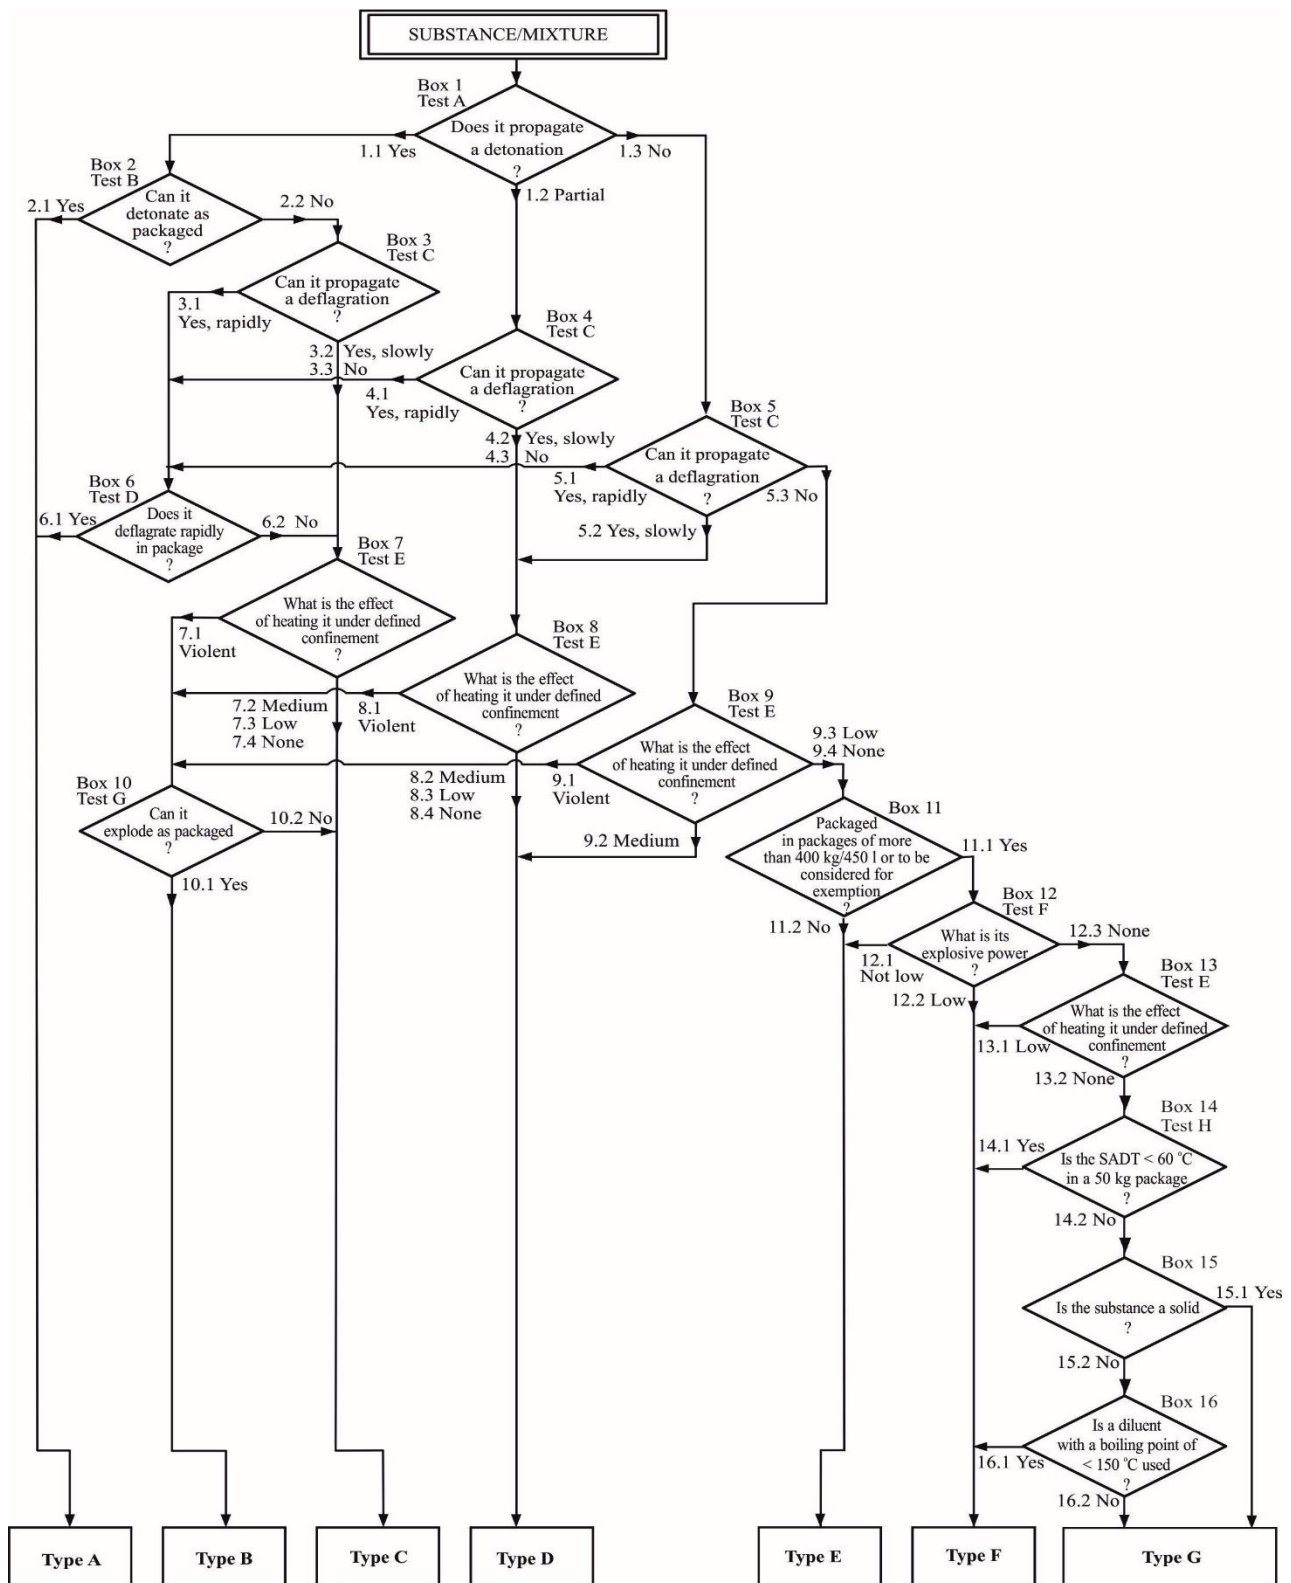 SUBSTANCE/MIXTURE
Box 1
Test A
Does it propagate
a detonation
?
1.1 Yes
1.3 No
1.2 Partial
Box 2
Test B
Can it
detonate as
packaged
?
2.1 Yes
2.2 No
Box 3
Test C
Can it propagate
a deflagration
?
3.1
Yes, rapidly
3.2 Yes, slowly
3.3 No
Box 4
Test C
Can it propagate
a deflagration
?
4.1
Yes, rapidly
4.2 Yes, slowly
4.3 No
Box 5
Test C
Can it propagate
a deflagration
?
5.1
Yes, rapidly
5.3 No
5.2 Yes, slowly
Box 6
Test D
Does it
deflagrate rapidly
in package
?
6.1 Yes
6.2 No
Box 7
Test E
What is the effect
of heating it under defined
confinement
?
7.1
Violent
7.2 Medium
7.3 Low
7.4 None
Box 8
Test E
What is the effect
of heating it under defined
confinement
?
8.1
Violent
8.2 Medium
8.3 Low
8.4 None
Box 9
Test E
What is the effect
of heating it under defined
confinement
?
9.1
Violent
9.2 Medium
9.3 Low
9.4 None
Box 10
Test G
Can it
explode as packaged
?
10.2 No
10.1 Yes
Box 11
Packaged
in packages of more
than 400 kg/450 l or to be
considered for
exemption
?
11.1 Yes
11.2 No
Box 12
Test F
What is its
explosive power
?
12.1
Not low
12.3 None
12.2 Low
Box 13
Test E
What is the effect
of heating it under defined
confinement
?
13.1 Low
13.2 None
Box 14
Test H
Is the SADT < 60 °C
in a 50 kg package
?
14.1 Yes
14.2 No
Box 15
Is the substance a solid
?
15.1 Yes
15.2 No
Box 16
Is a diluent
with a boiling point of
< 150 °C used
?
16.1 Yes
16.2 No
Type A
Type B
Type C
Type D
Type E
Type F
Type G